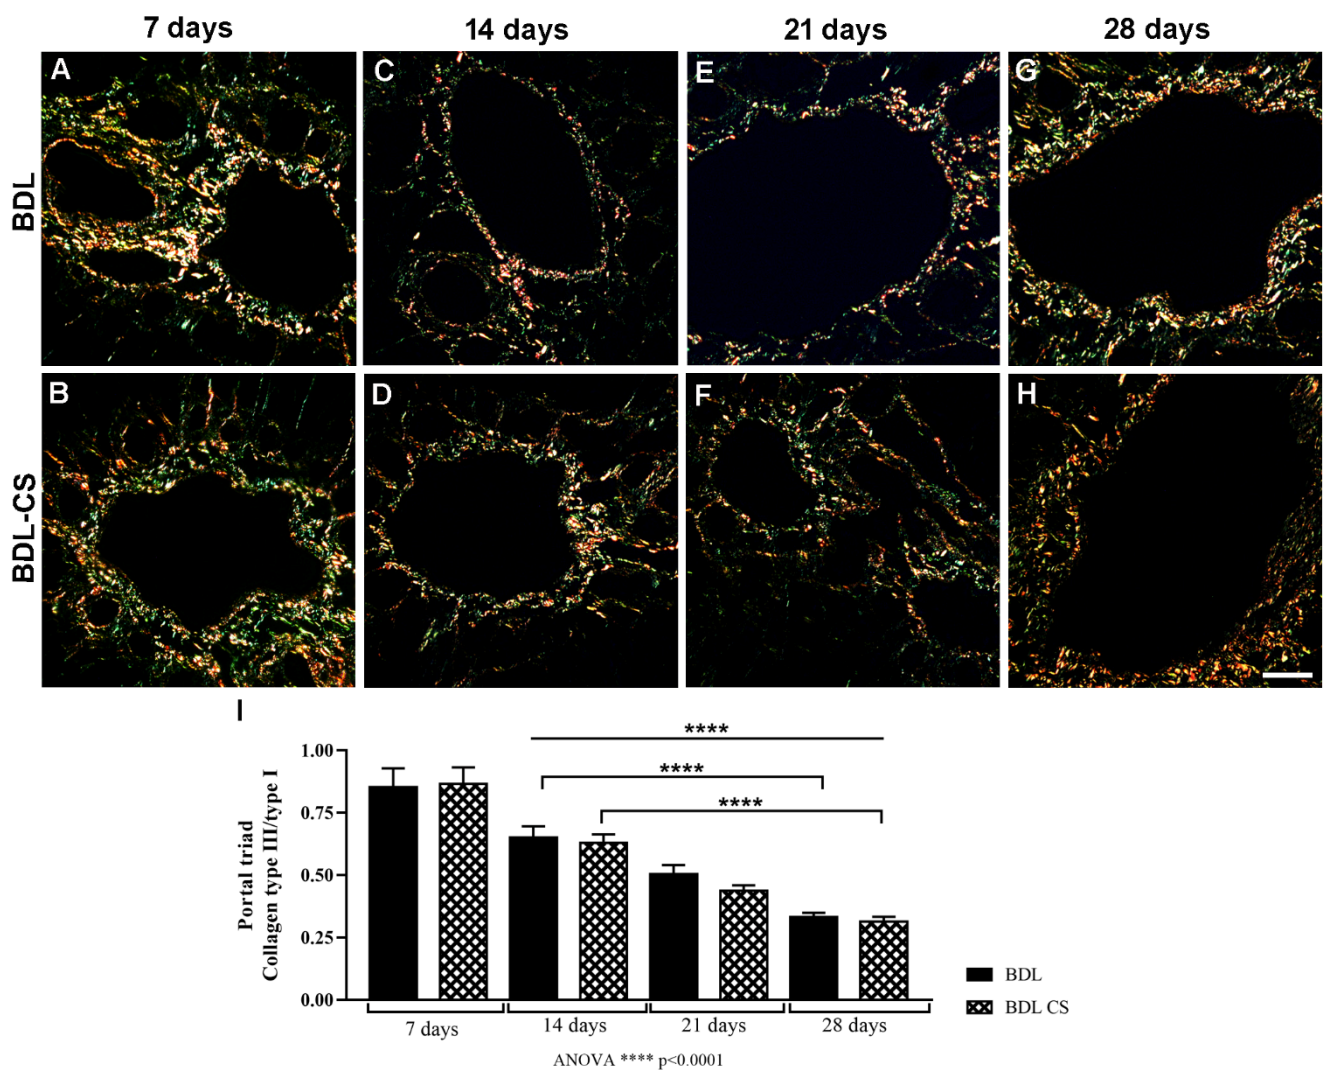 7 days 14 days 21 days 28 days
BDL
A C E G
BDL-CS
B D F H
I
****
****
****
Portal triad
Collagen type III/type I
1.00
0.75
0.50
0.25
0.00
7 days 14 days 21 days 28 days
BDL
BDL CS
ANOVA **** p<0.0001